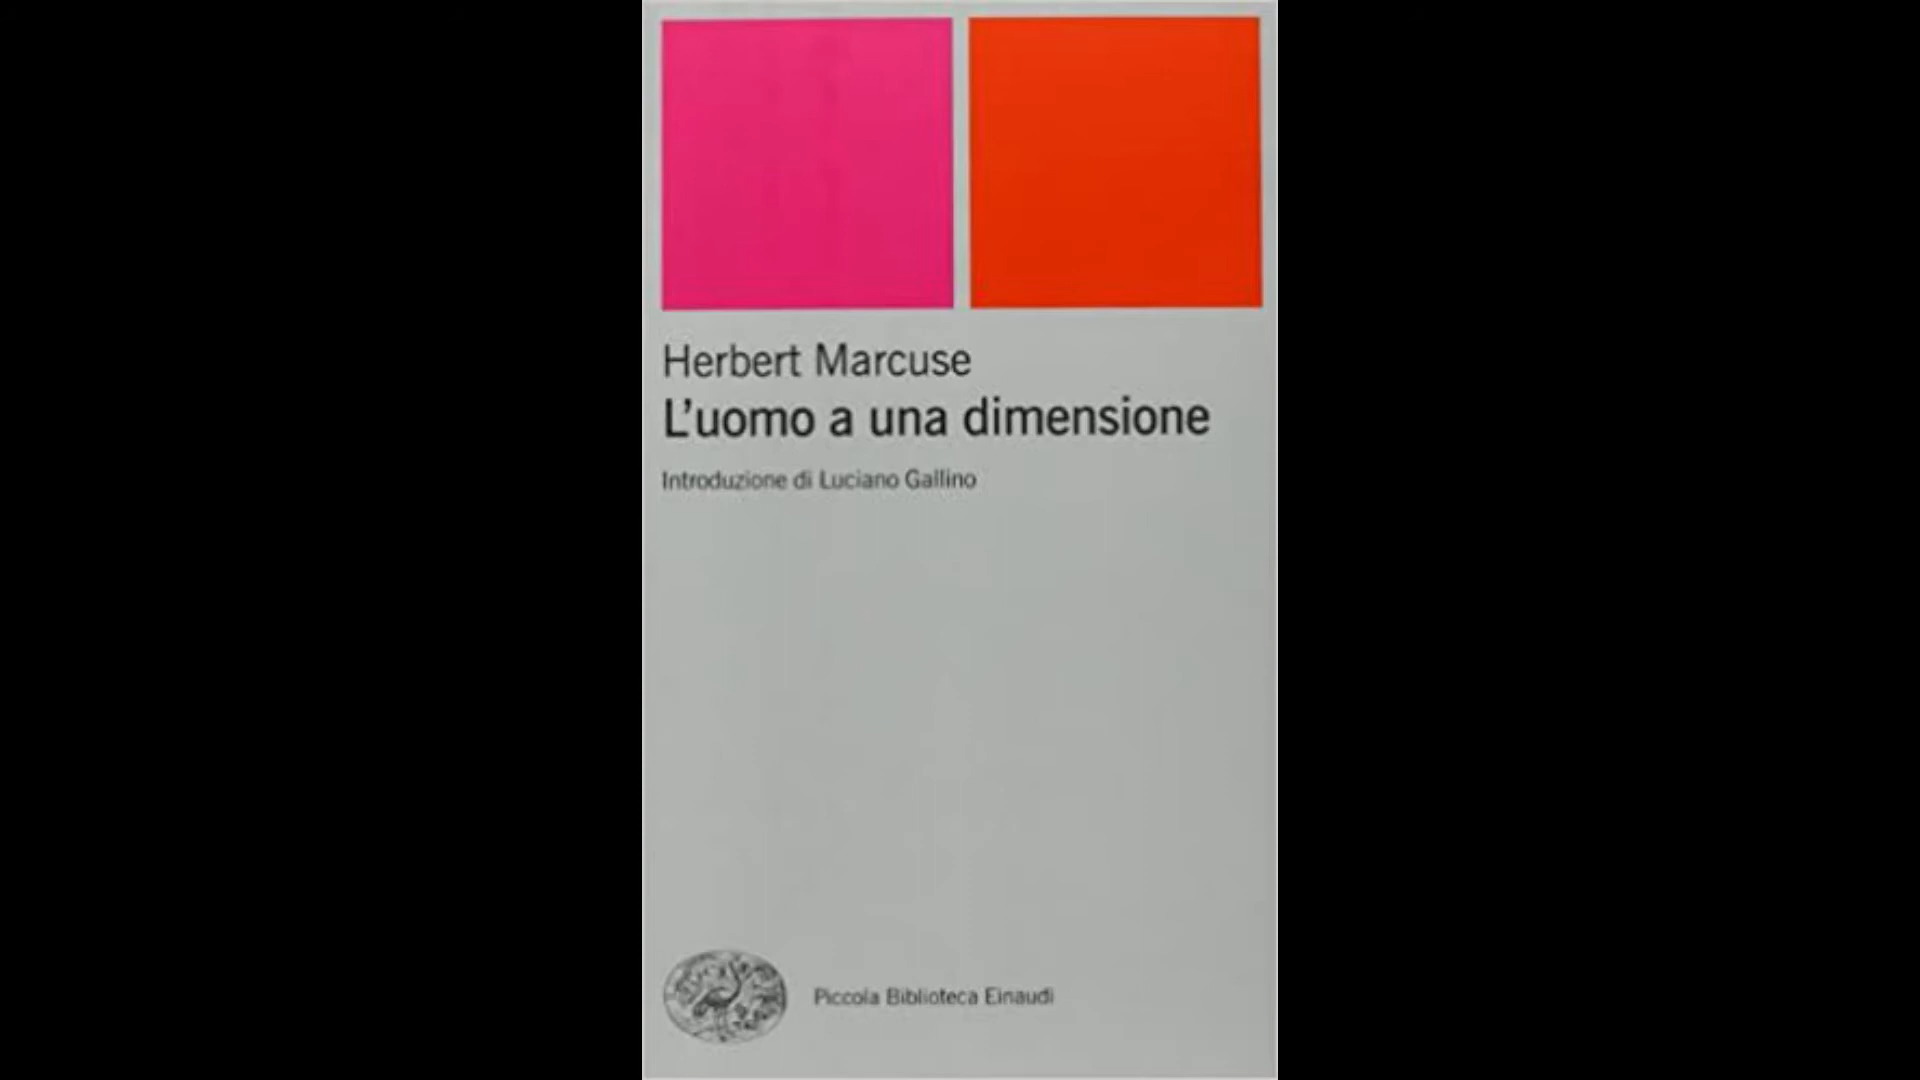 Herbert Marcuse
L'uomo a una dimensione
Introduzione di Luciano Gallino
Piccola Biblioteca Einaudi